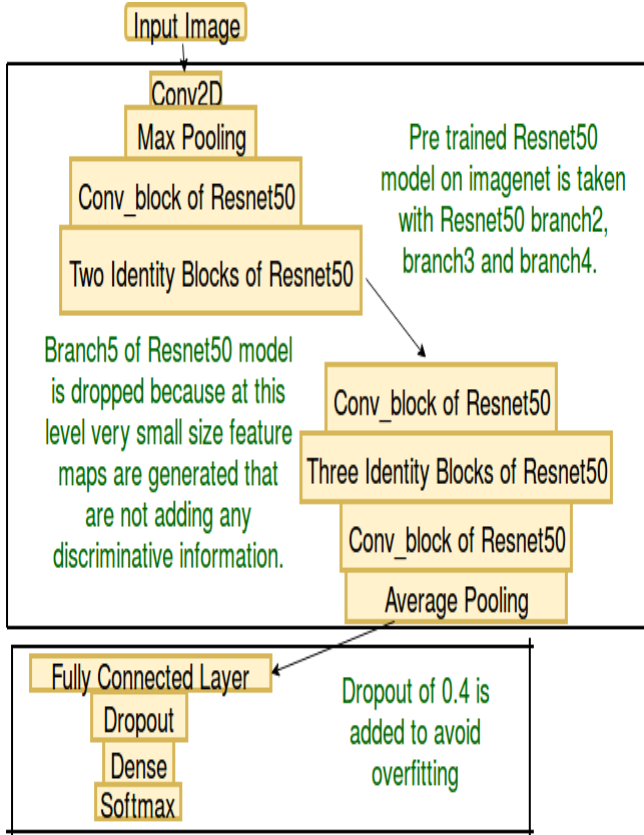 Input Image
Conv2D
Max Pooling
Conv_block of Resnet50
Two Identity Blocks of Resnet50
Pre trained Resnet50
model on imagenet is taken
with Resnet50 branch2,
branch3 and branch4.
Branch5 of Resnet50 model
is dropped because at this
level very small size feature
maps are generated that
are not adding any
discriminative information.
Conv_block of Resnet50
Three Identity Blocks of Resnet50
Conv_block of Resnet50
Average Pooling
Fully Connected Layer
Dropout
Dense
Softmax
Dropout of 0.4 is
added to avoid
overfitting